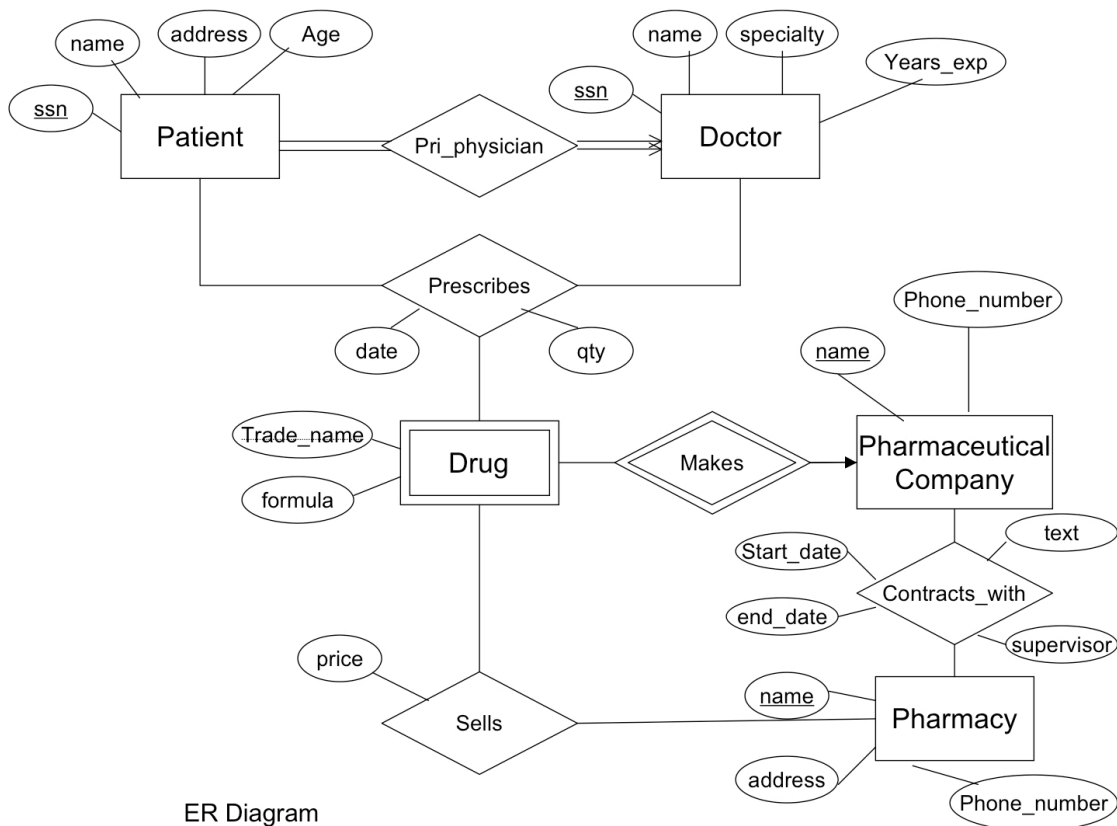 name
address
Age
name
specialty
Years_exp
ssn
ssn
Patient
Pri_physician
Doctor
Prescribes
Phone_number
date
qty
name
Trade_name
Drug
Makes
Pharmaceutical
Company
formula
Start_date
text
Contracts_with
end_date
supervisor
price
name
Sells
Pharmacy
address
Phone_number
ER Diagram